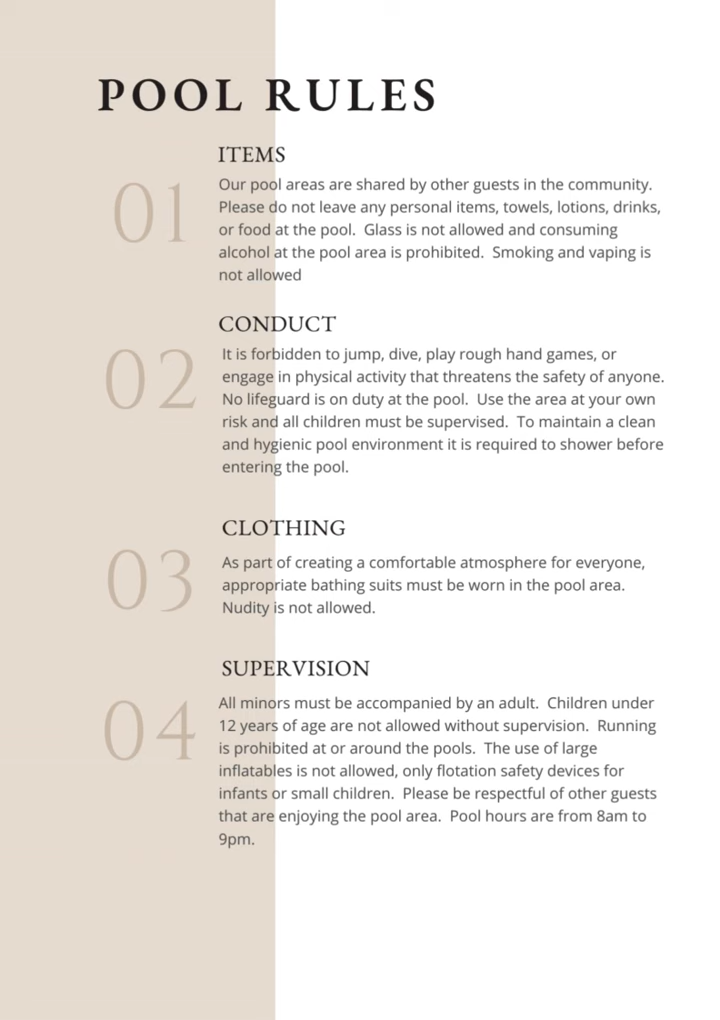 POOL RULES
ITEMS
01
Our pool areas are shared by other guests in the community.
Please do not leave any personal items, towels, lotions, drinks,
or food at the pool.  Glass is not allowed and consuming
alcohol at the pool area is prohibited.  Smoking and vaping is
not allowed
CONDUCT
02
It is forbidden to jump, dive, play rough hand games, or
engage in physical activity that threatens the safety of anyone.
No lifeguard is on duty at the pool.  Use the area at your own
risk and all children must be supervised.  To maintain a clean
and hygienic pool environment it is required to shower before
entering the pool.
CLOTHING
03
As part of creating a comfortable atmosphere for everyone,
appropriate bathing suits must be worn in the pool area.
Nudity is not allowed.
SUPERVISION
04
All minors must be accompanied by an adult.  Children under
12 years of age are not allowed without supervision.  Running
is prohibited at or around the pools.  The use of large
inflatables is not allowed, only flotation safety devices for
infants or small children.  Please be respectful of other guests
that are enjoying the pool area.  Pool hours are from 8am to
9pm.